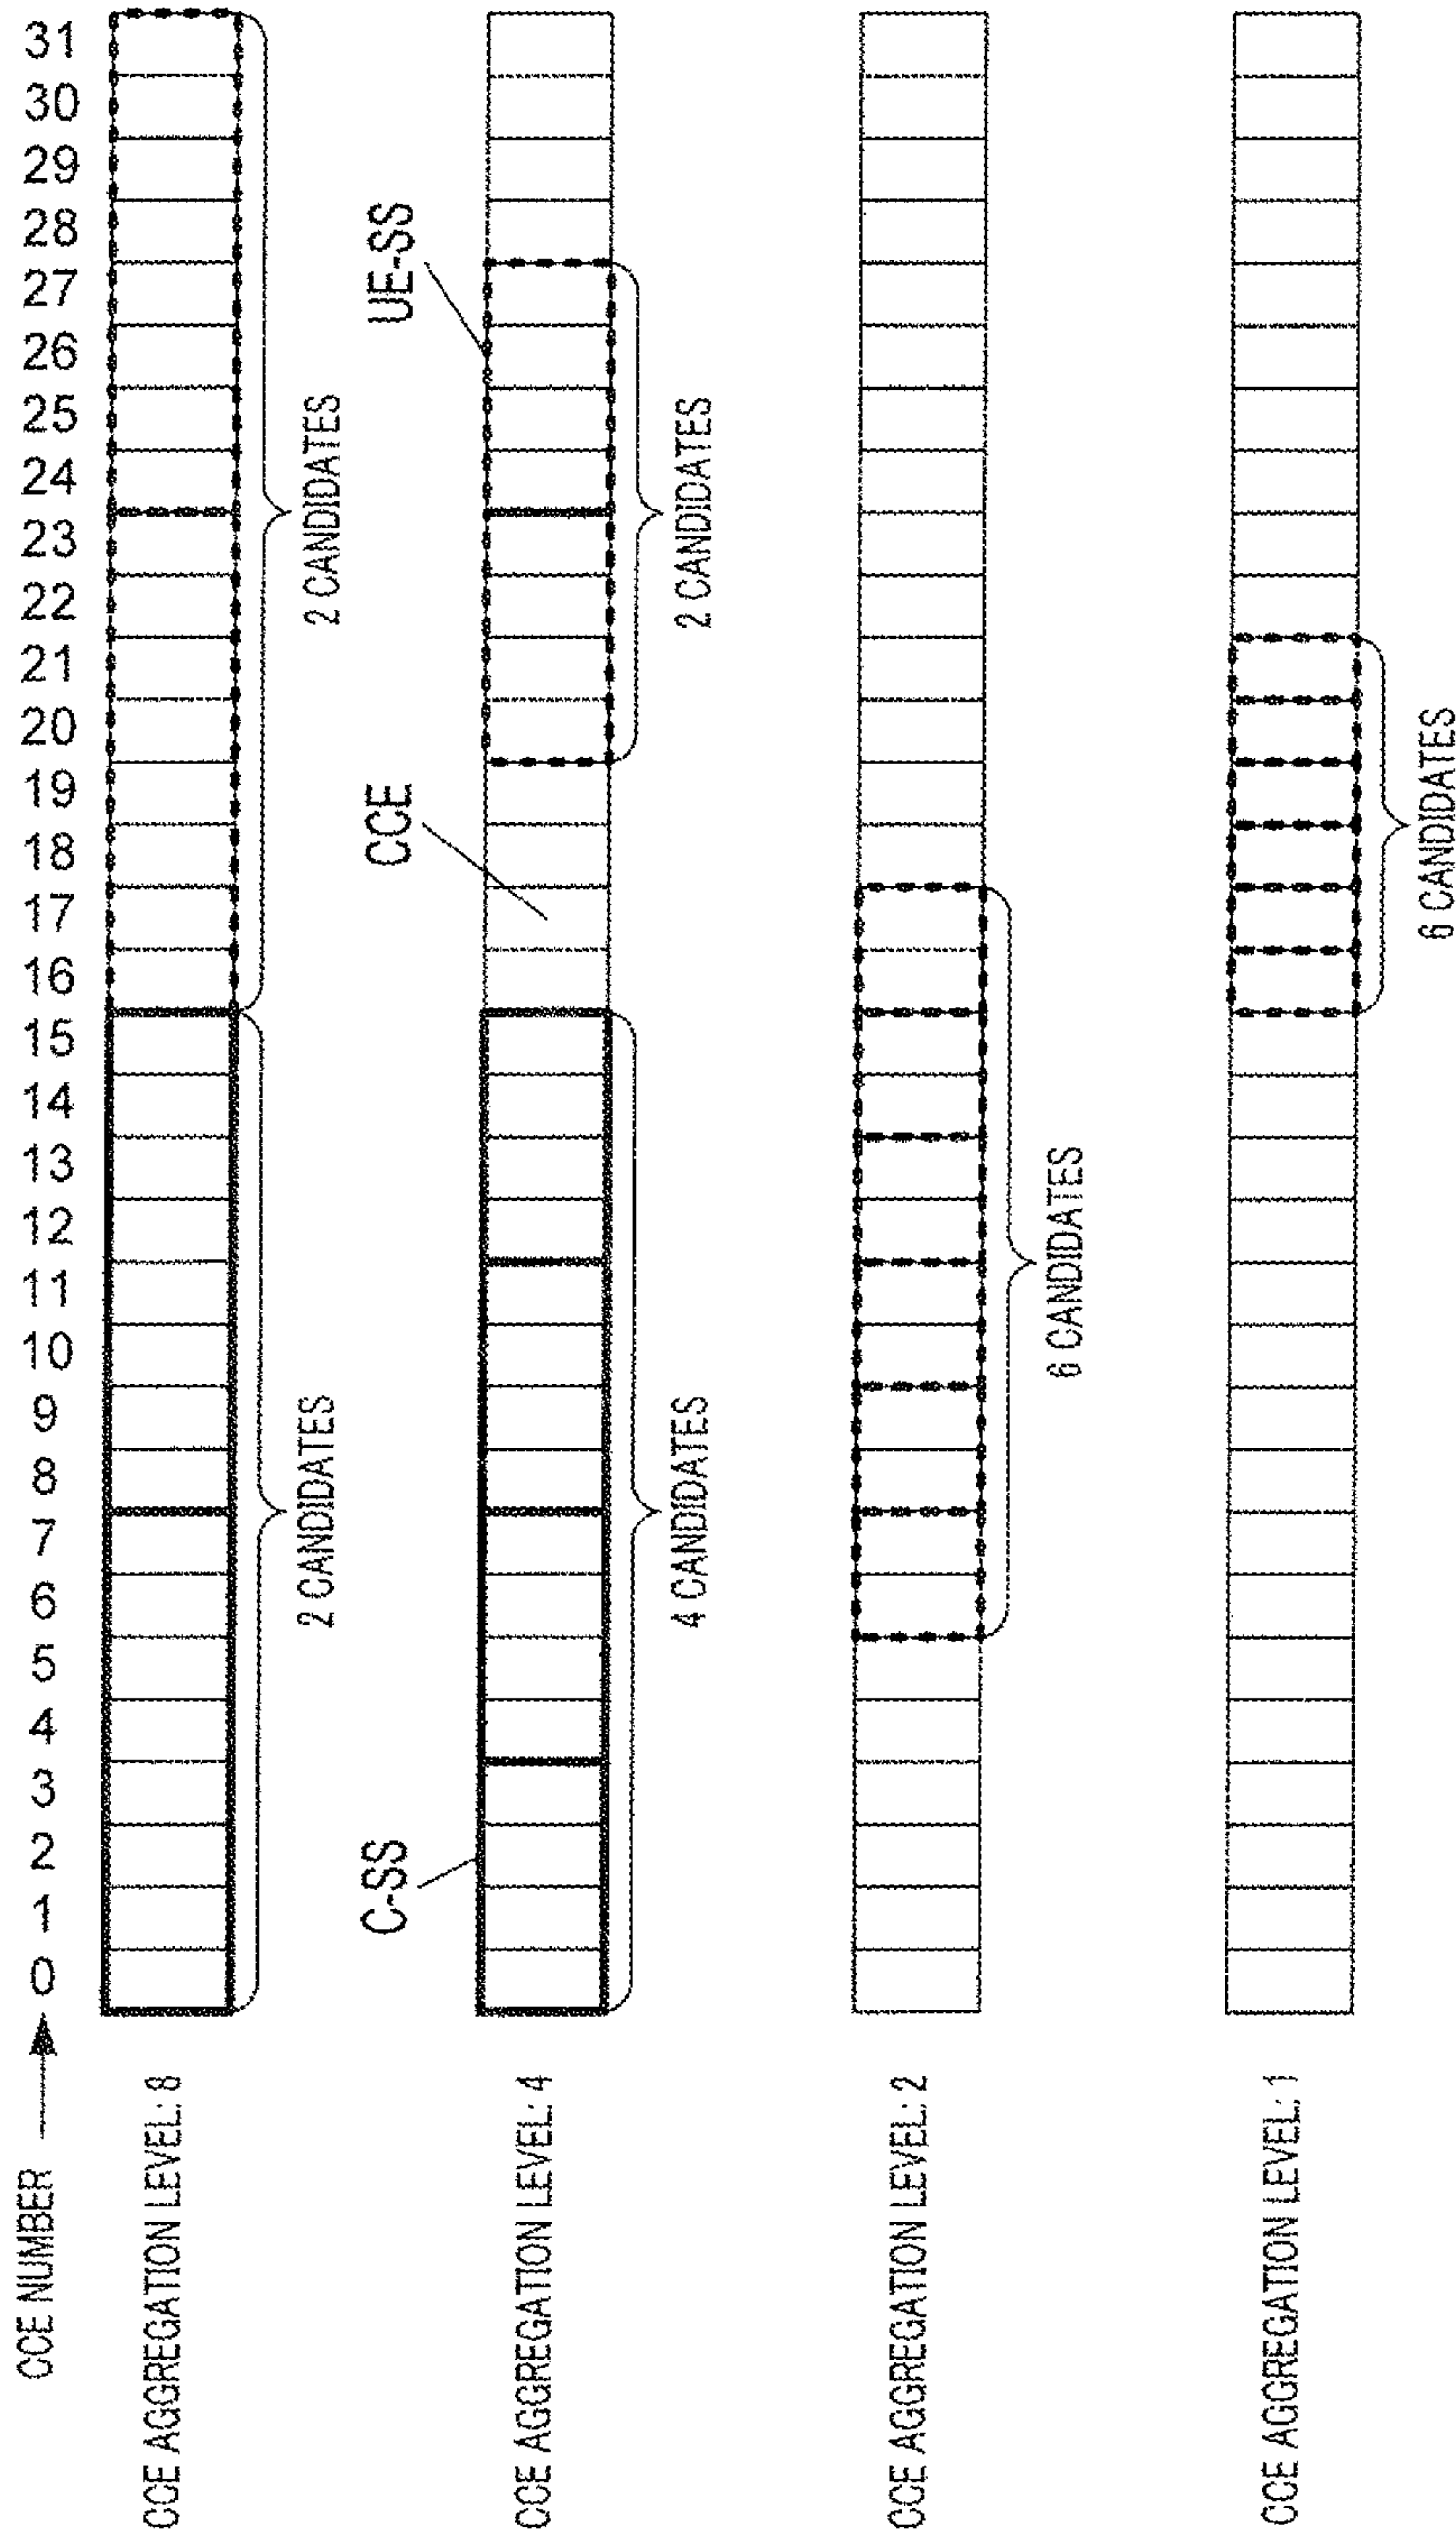 CCE NUMBER 0 1 2 3 4 5 6 7 8 9 10 11 12 13 14 15 16 17 18 19 20 21 22 23 24 25 26 27 28 29 30 31
CCE AGGREGATION LEVEL: 8
2 CANDIDATES
2 CANDIDATES
C-SS
CCE
UE-SS
CCE AGGREGATION LEVEL: 4
4 CANDIDATES
2 CANDIDATES
CCE AGGREGATION LEVEL: 2
6 CANDIDATES
CCE AGGREGATION LEVEL: 1
6 CANDIDATES